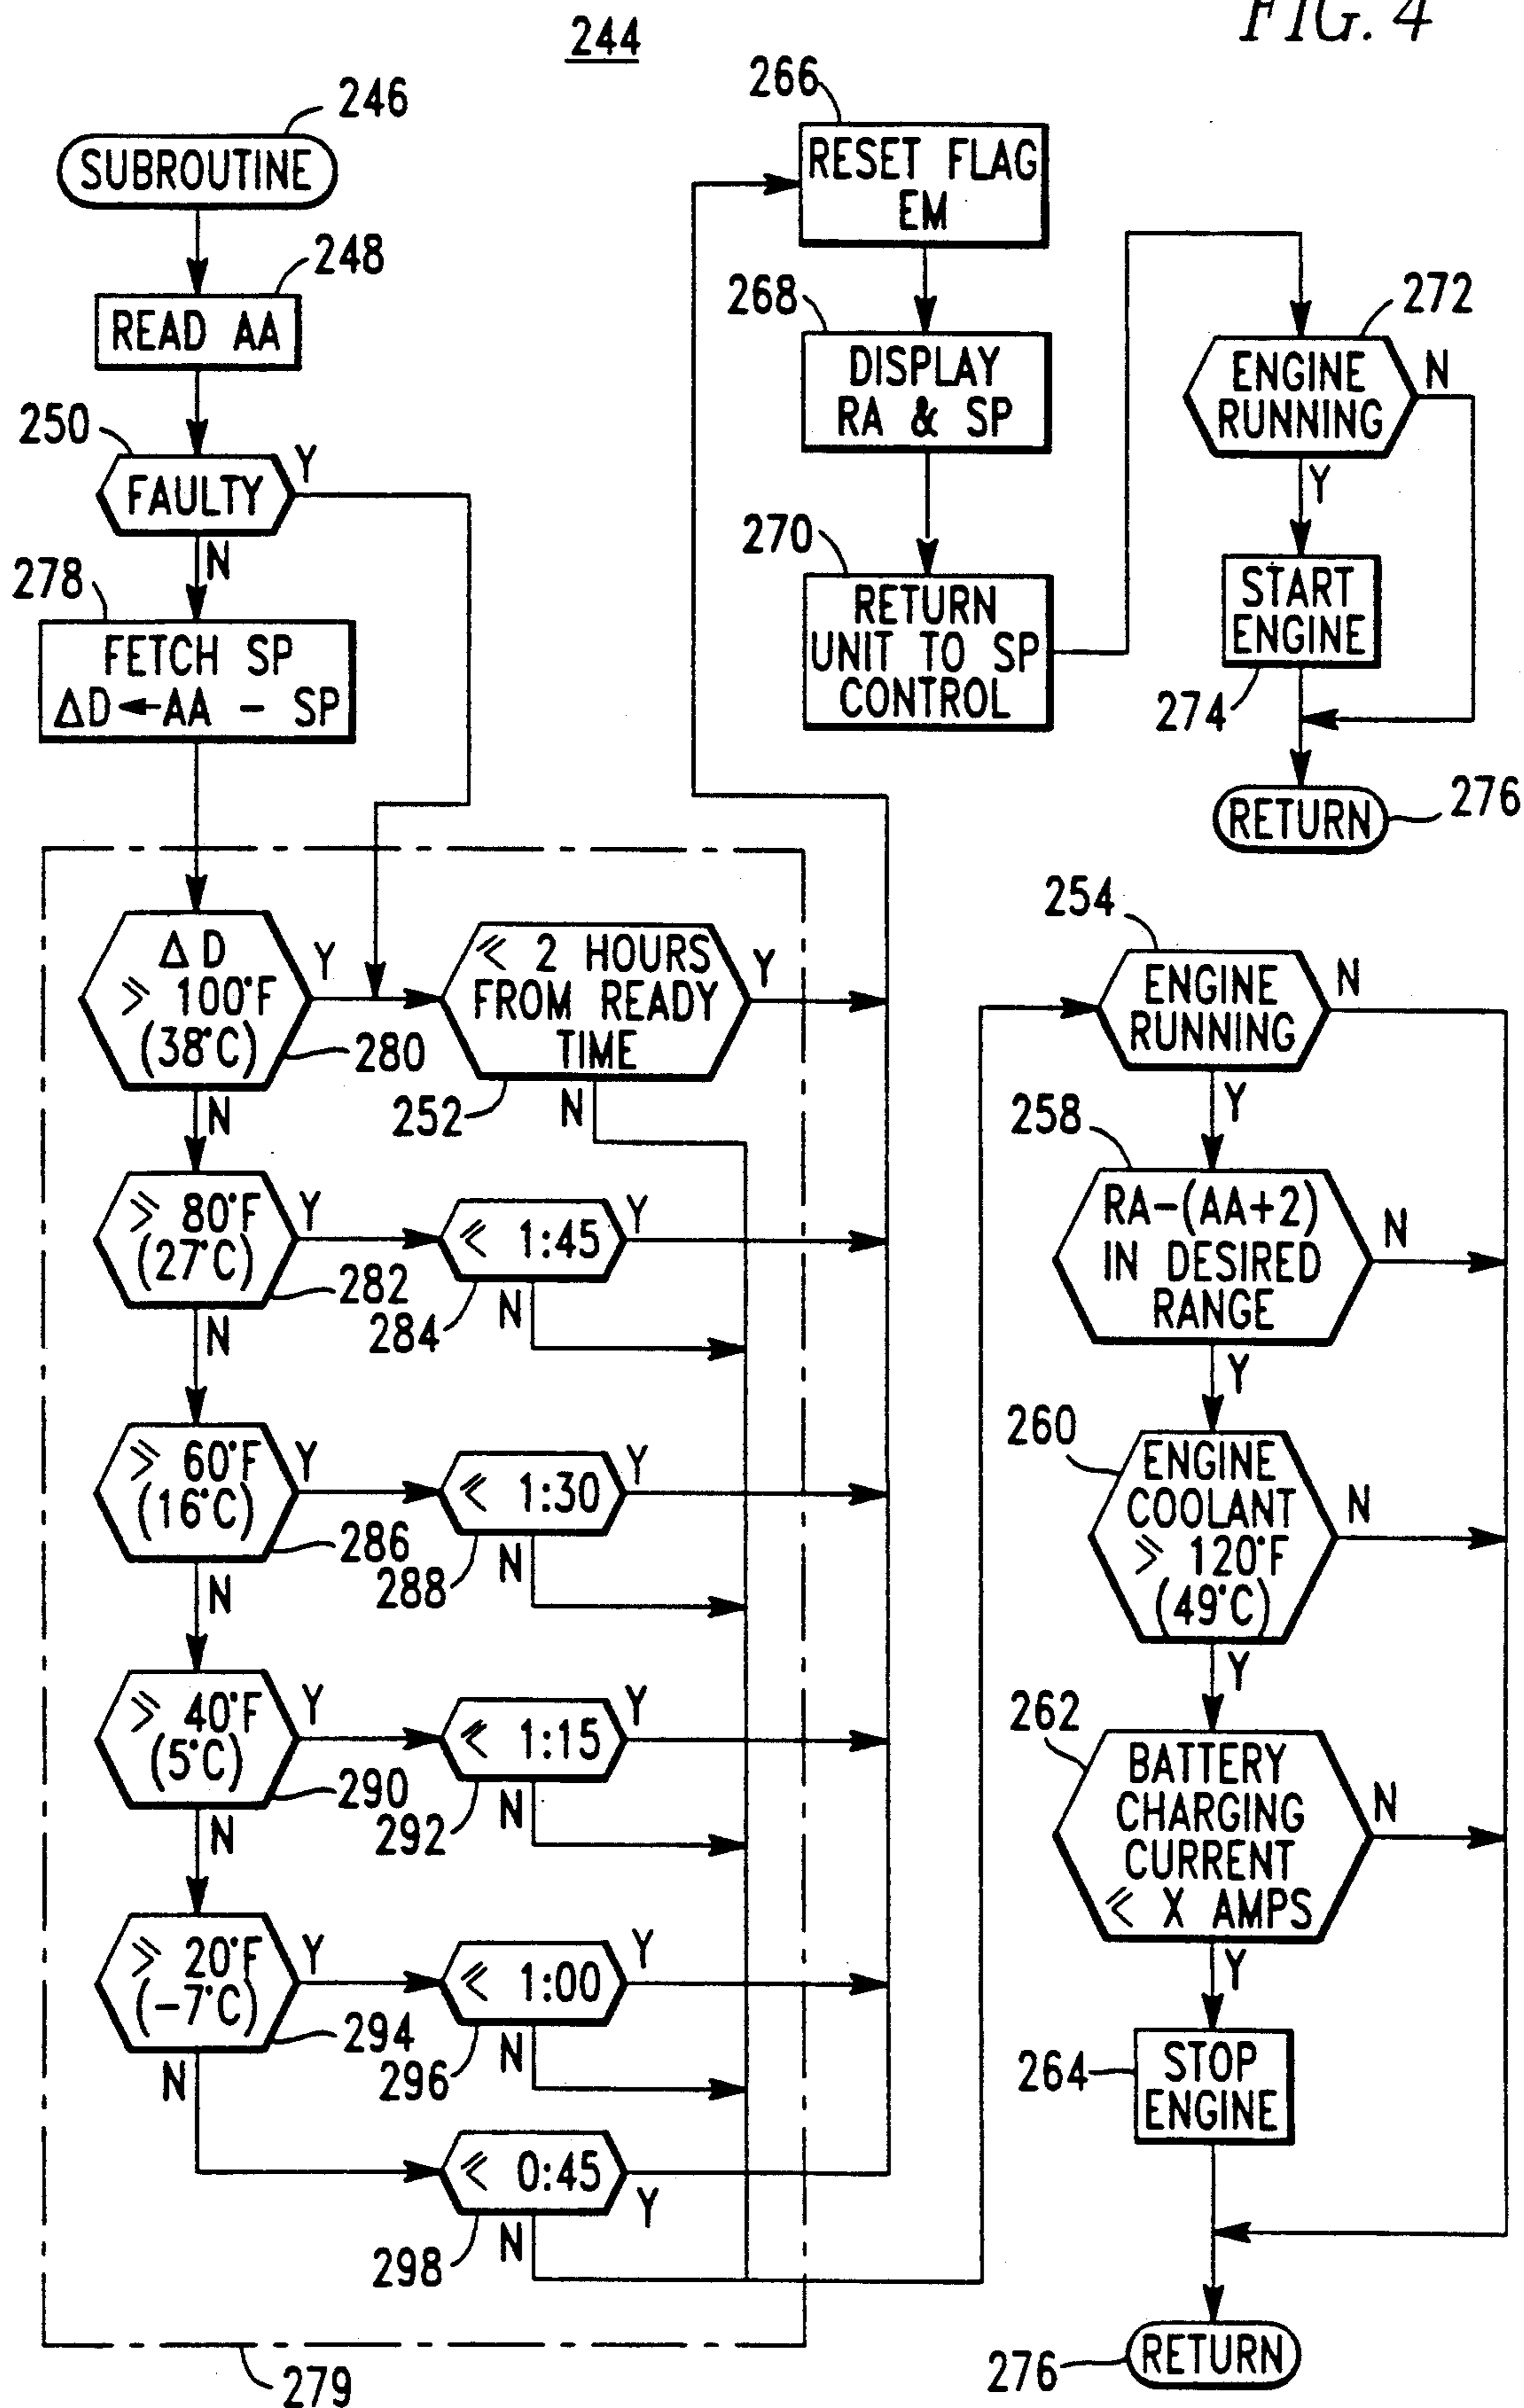 FIG. 4
244
246
SUBROUTINE
248
READ AA
250
FAULTY
Y
N
278
FETCH SP
ΔD←AA - SP
266
RESET FLAG
EM
268
DISPLAY
RA & SP
270
RETURN
UNIT TO SP
CONTROL
272
ENGINE
RUNNING
N
Y
START
ENGINE
274
RETURN
276
ΔD
⩾ 100°F
(38°C)
Y
280
N
⩽ 2 HOURS
FROM READY
TIME
Y
252
N
⩾ 80°F
(27°C)
Y
282
N
⩽ 1:45
Y
284
N
⩾ 60°F
(16°C)
Y
286
N
⩽ 1:30
Y
288
N
⩾ 40°F
(5°C)
Y
290
N
⩽ 1:15
Y
292
N
⩾ 20°F
(-7°C)
Y
294
N
⩽ 1:00
Y
296
N
⩽ 0:45
Y
298
N
279
254
ENGINE
RUNNING
N
Y
258
RA-(AA+2)
IN DESIRED
RANGE
N
Y
260
ENGINE
COOLANT
⩾ 120°F
(49°C)
N
Y
262
BATTERY
CHARGING
CURRENT
⩽ X AMPS
N
Y
264
STOP
ENGINE
276
RETURN